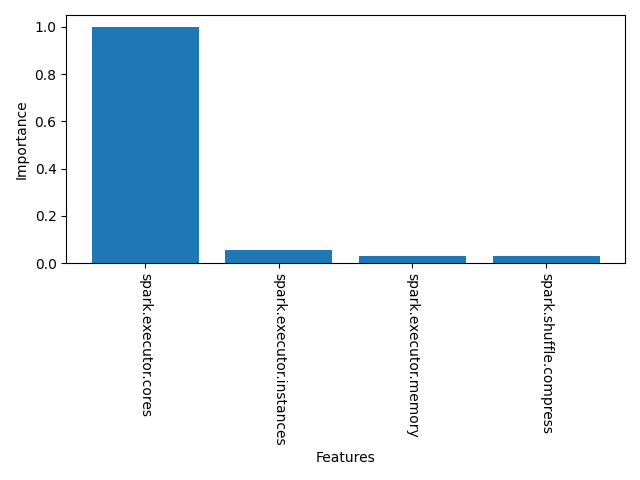 1.0
0.8
0.6
0.4
0.2
0.0
Importance
spark.executor.cores
spark.executor.instances
spark.executor.memory
spark.shuffle.compress
Features